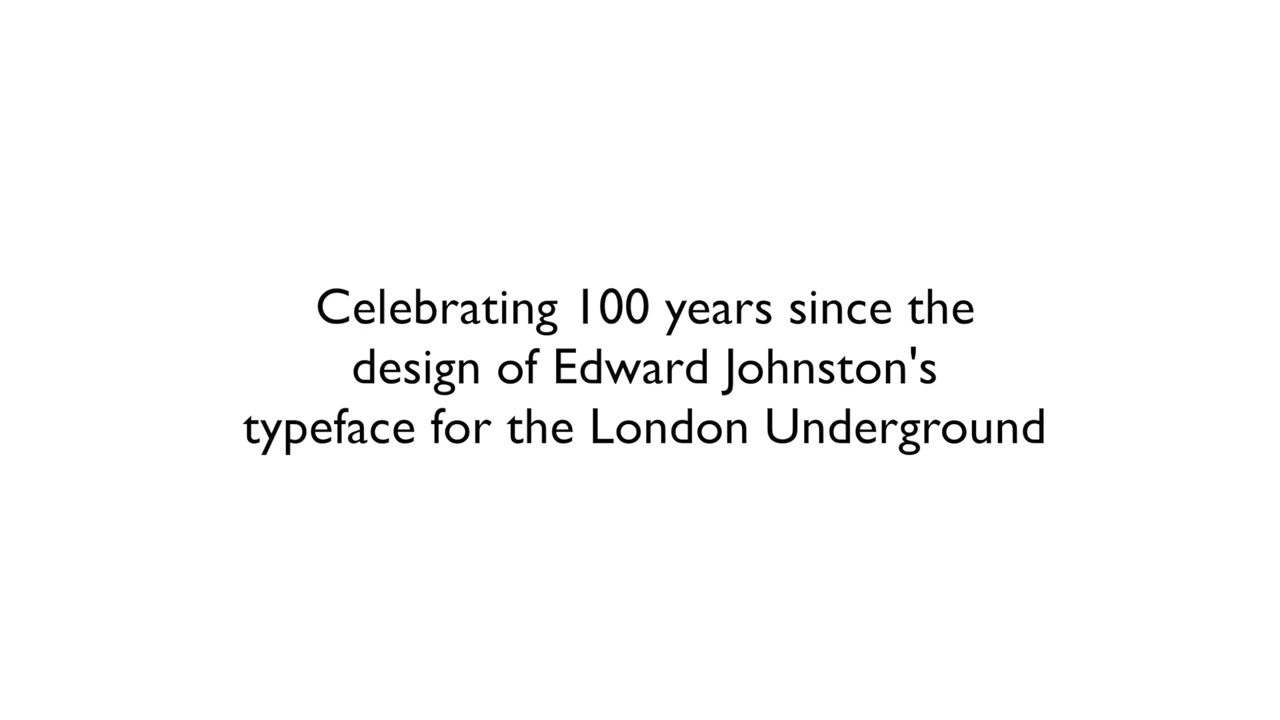 Celebrating 100 years since the
design of Edward Johnston's
typeface for the London Underground